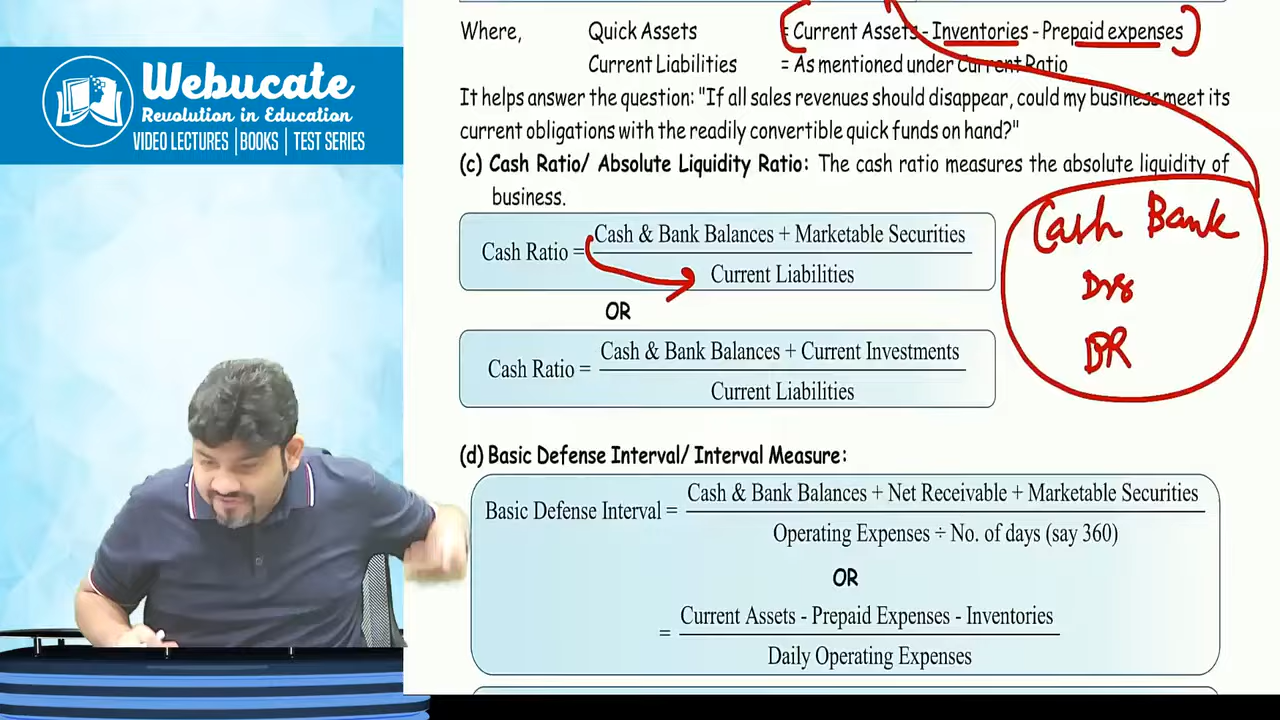 Webucate
Revolution in Education
VIDEO LECTURES | BOOKS | TEST SERIES
Where, Quick Assets = Current Assets - Inventories - Prepaid expenses
Current Liabilities = As mentioned under Current Ratio
It helps answer the question: "If all sales revenues should disappear, could my business meet its
current obligations with the readily convertible quick funds on hand?"
(c) Cash Ratio/ Absolute Liquidity Ratio: The cash ratio measures the absolute liquidity of
business.
Cash & Bank Balances + Marketable Securities
Cash Ratio =
Current Liabilities
OR
Cash & Bank Balances + Current Investments
Cash Ratio =
Current Liabilities
Cash Bank
Drs
BR
(d) Basic Defense Interval/ Interval Measure:
Cash & Bank Balances + Net Receivable + Marketable Securities
Basic Defense Interval =
Operating Expenses ÷ No. of days (say 360)
OR
Current Assets - Prepaid Expenses - Inventories
=
Daily Operating Expenses